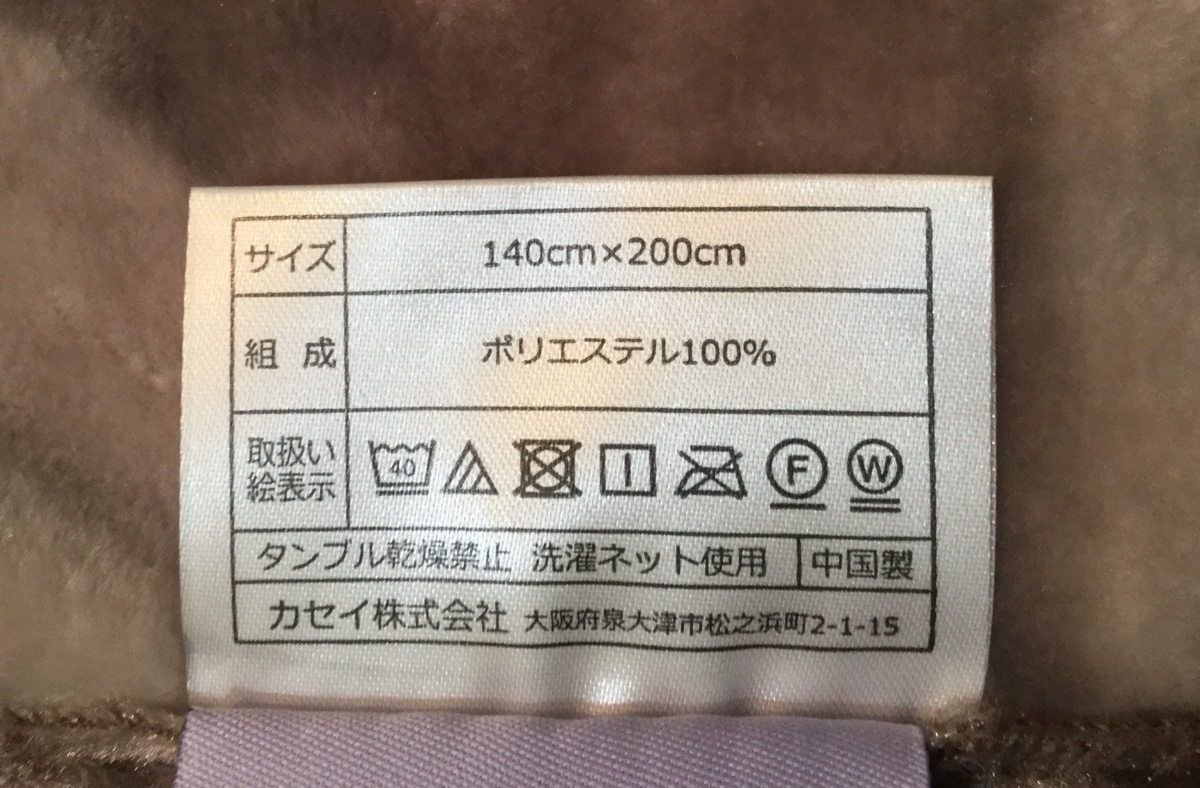 サイズ 140cm×200cm
組 成 ポリエステル100%
取扱い
絵表示
40 F W
タンブル乾燥禁止 洗濯ネット使用 中国製
カセイ株式会社 大阪府泉大津市松之浜町2-1-15